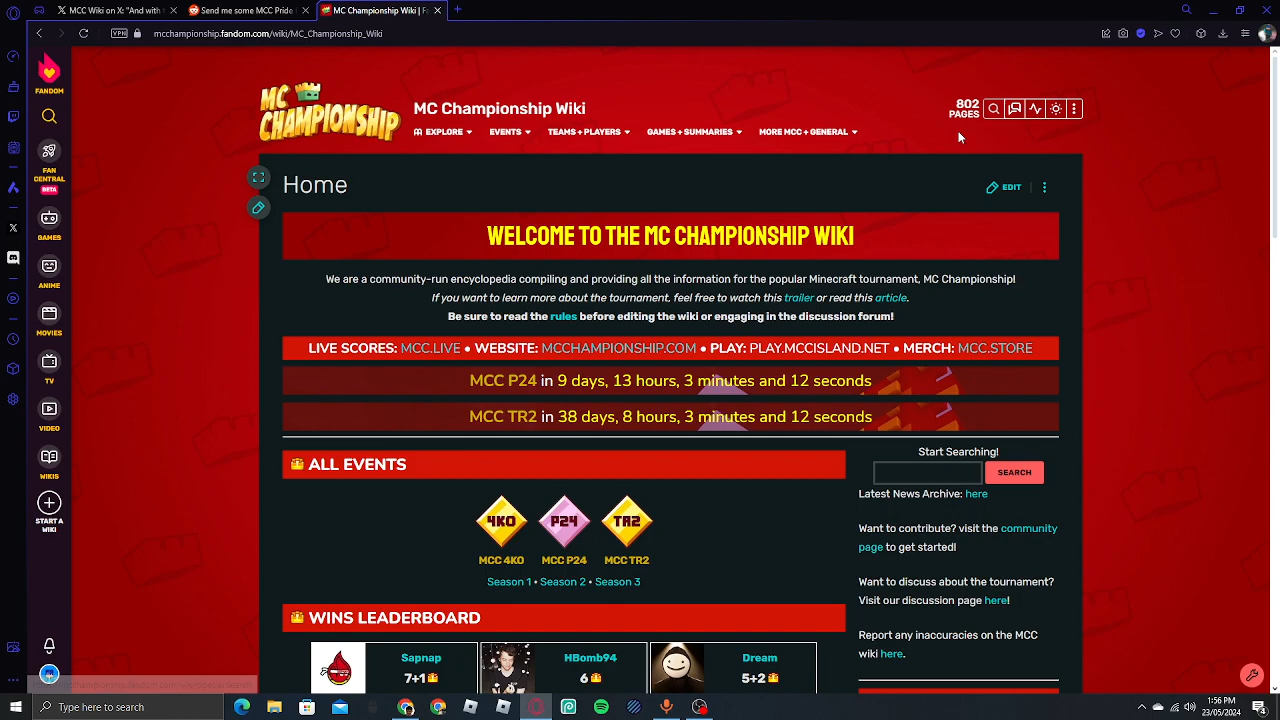 MCC Wiki on X: "And with
Send me some MCC Pride
MC Championship Wiki | Fa
VPN
mcchampionship.fandom.com/wiki/MC_Championship_Wiki
FANDOM
FAN CENTRAL
BETA
GAMES
ANIME
MOVIES
TV
VIDEO
WIKIS
START A WIKI
MC CHAMPIONSHIP
MC Championship Wiki
EXPLORE
EVENTS
TEAMS + PLAYERS
GAMES + SUMMARIES
MORE MCC + GENERAL
802 PAGES
Home
EDIT
WELCOME TO THE MC CHAMPIONSHIP WIKI
We are a community-run encyclopedia compiling and providing all the information for the popular Minecraft tournament, MC Championship!
If you want to learn more about the tournament, feel free to watch this trailer or read this article.
Be sure to read the rules before editing the wiki or engaging in the discussion forum!
LIVE SCORES: MCC.LIVE • WEBSITE: MCCHAMPIONSHIP.COM • PLAY: PLAY.MCCISLAND.NET • MERCH: MCC.STORE
MCC P24 in 9 days, 13 hours, 3 minutes and 12 seconds
MCC TR2 in 38 days, 8 hours, 3 minutes and 12 seconds
ALL EVENTS
4KO P24 TR2
MCC 4KO MCC P24 MCC TR2
Season 1 • Season 2 • Season 3
WINS LEADERBOARD
Sapnap
7+1
HBomb94
6
Dream
5+2
Start Searching!
SEARCH
Latest News Archive: here
Want to contribute? visit the community
page to get started!
Want to discuss about the tournament?
Visit our discussion page here!
Report any inaccuracies on the MCC
wiki here.
Type here to search
1:56 PM
23/05/2024